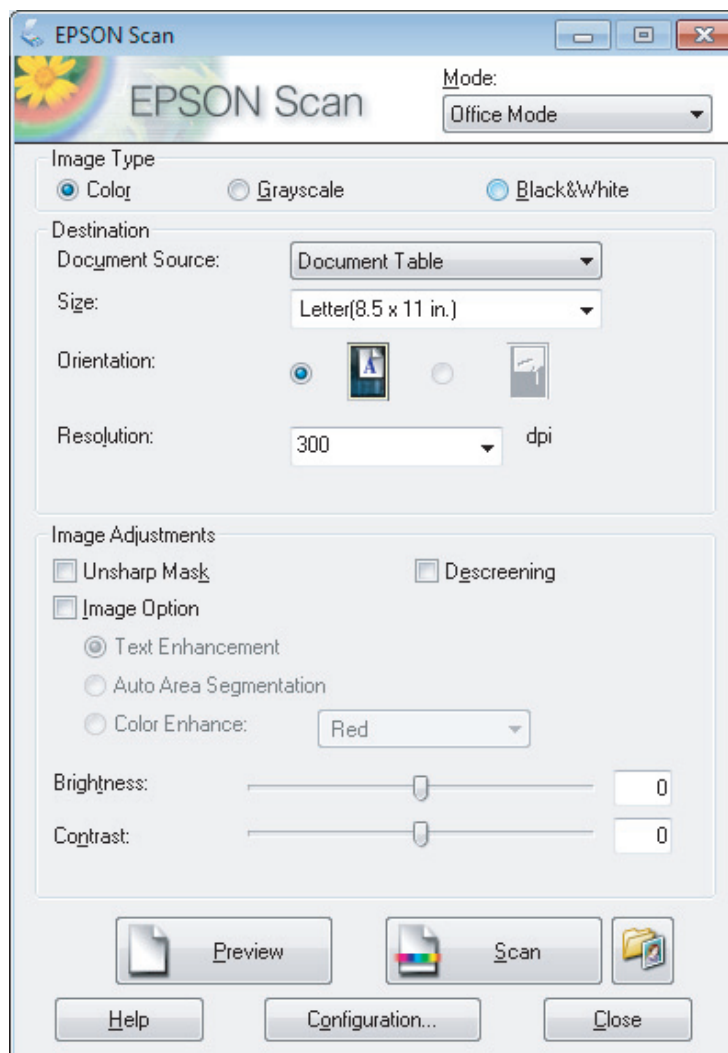 EPSON Scan
EPSON Scan
Mode:
Office Mode
Image Type
Color Grayscale Black&White
Destination
Document Source: Document Table
Size: Letter(8.5 x 11 in.)
Orientation: A
Resolution: 300 dpi
Image Adjustments
Unsharp Mask Descreening
Image Option
Text Enhancement
Auto Area Segmentation
Color Enhance: Red
Brightness: 0
Contrast: 0
Preview Scan
Help Configuration... Close